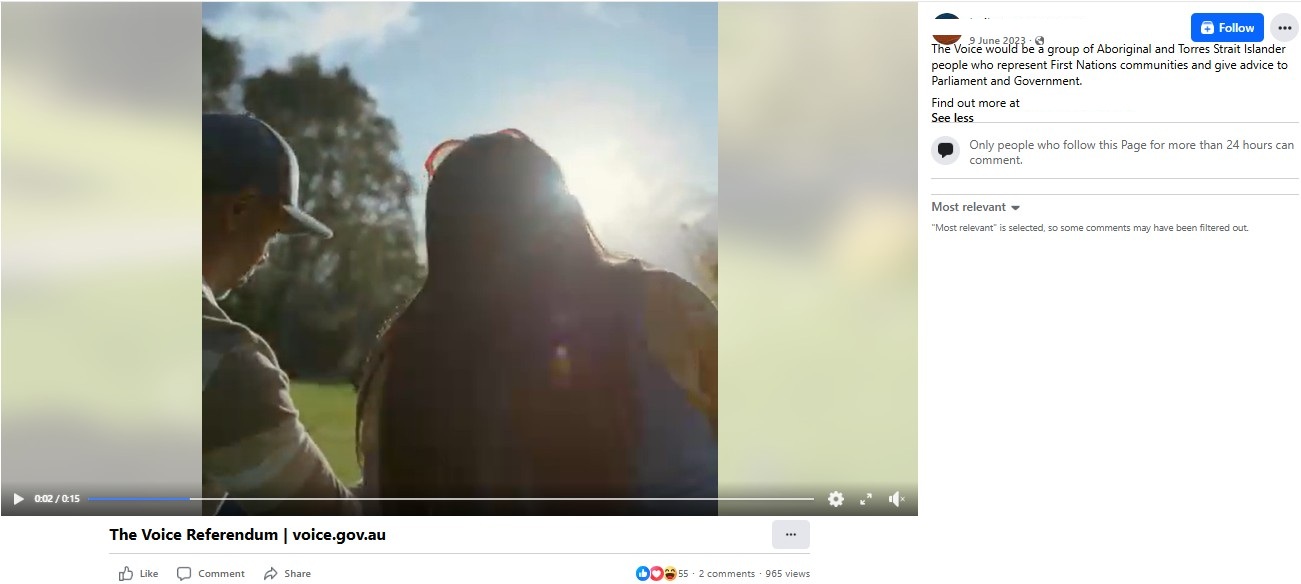 Follow
9 June 2023 ·
The Voice would be a group of Aboriginal and Torres Strait Islander
people who represent First Nations communities and give advice to
Parliament and Government.
Find out more at
See less
Only people who follow this Page for more than 24 hours can
comment.
Most relevant
"Most relevant" is selected, so some comments may have been filtered out.
0:02 / 0:15
The Voice Referendum | voice.gov.au
Like Comment Share 55 · 2 comments · 965 views